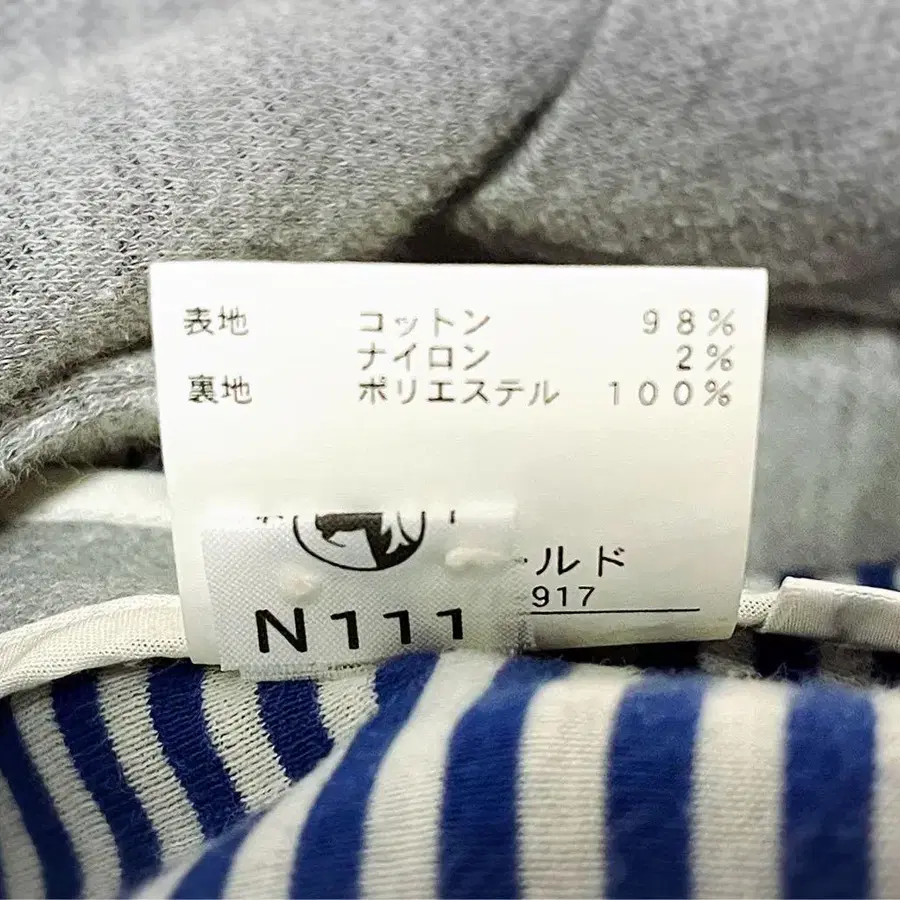 表地 コットン 98%
ナイロン 2%
裏地 ポリエステル 100%
ールド
917
N111